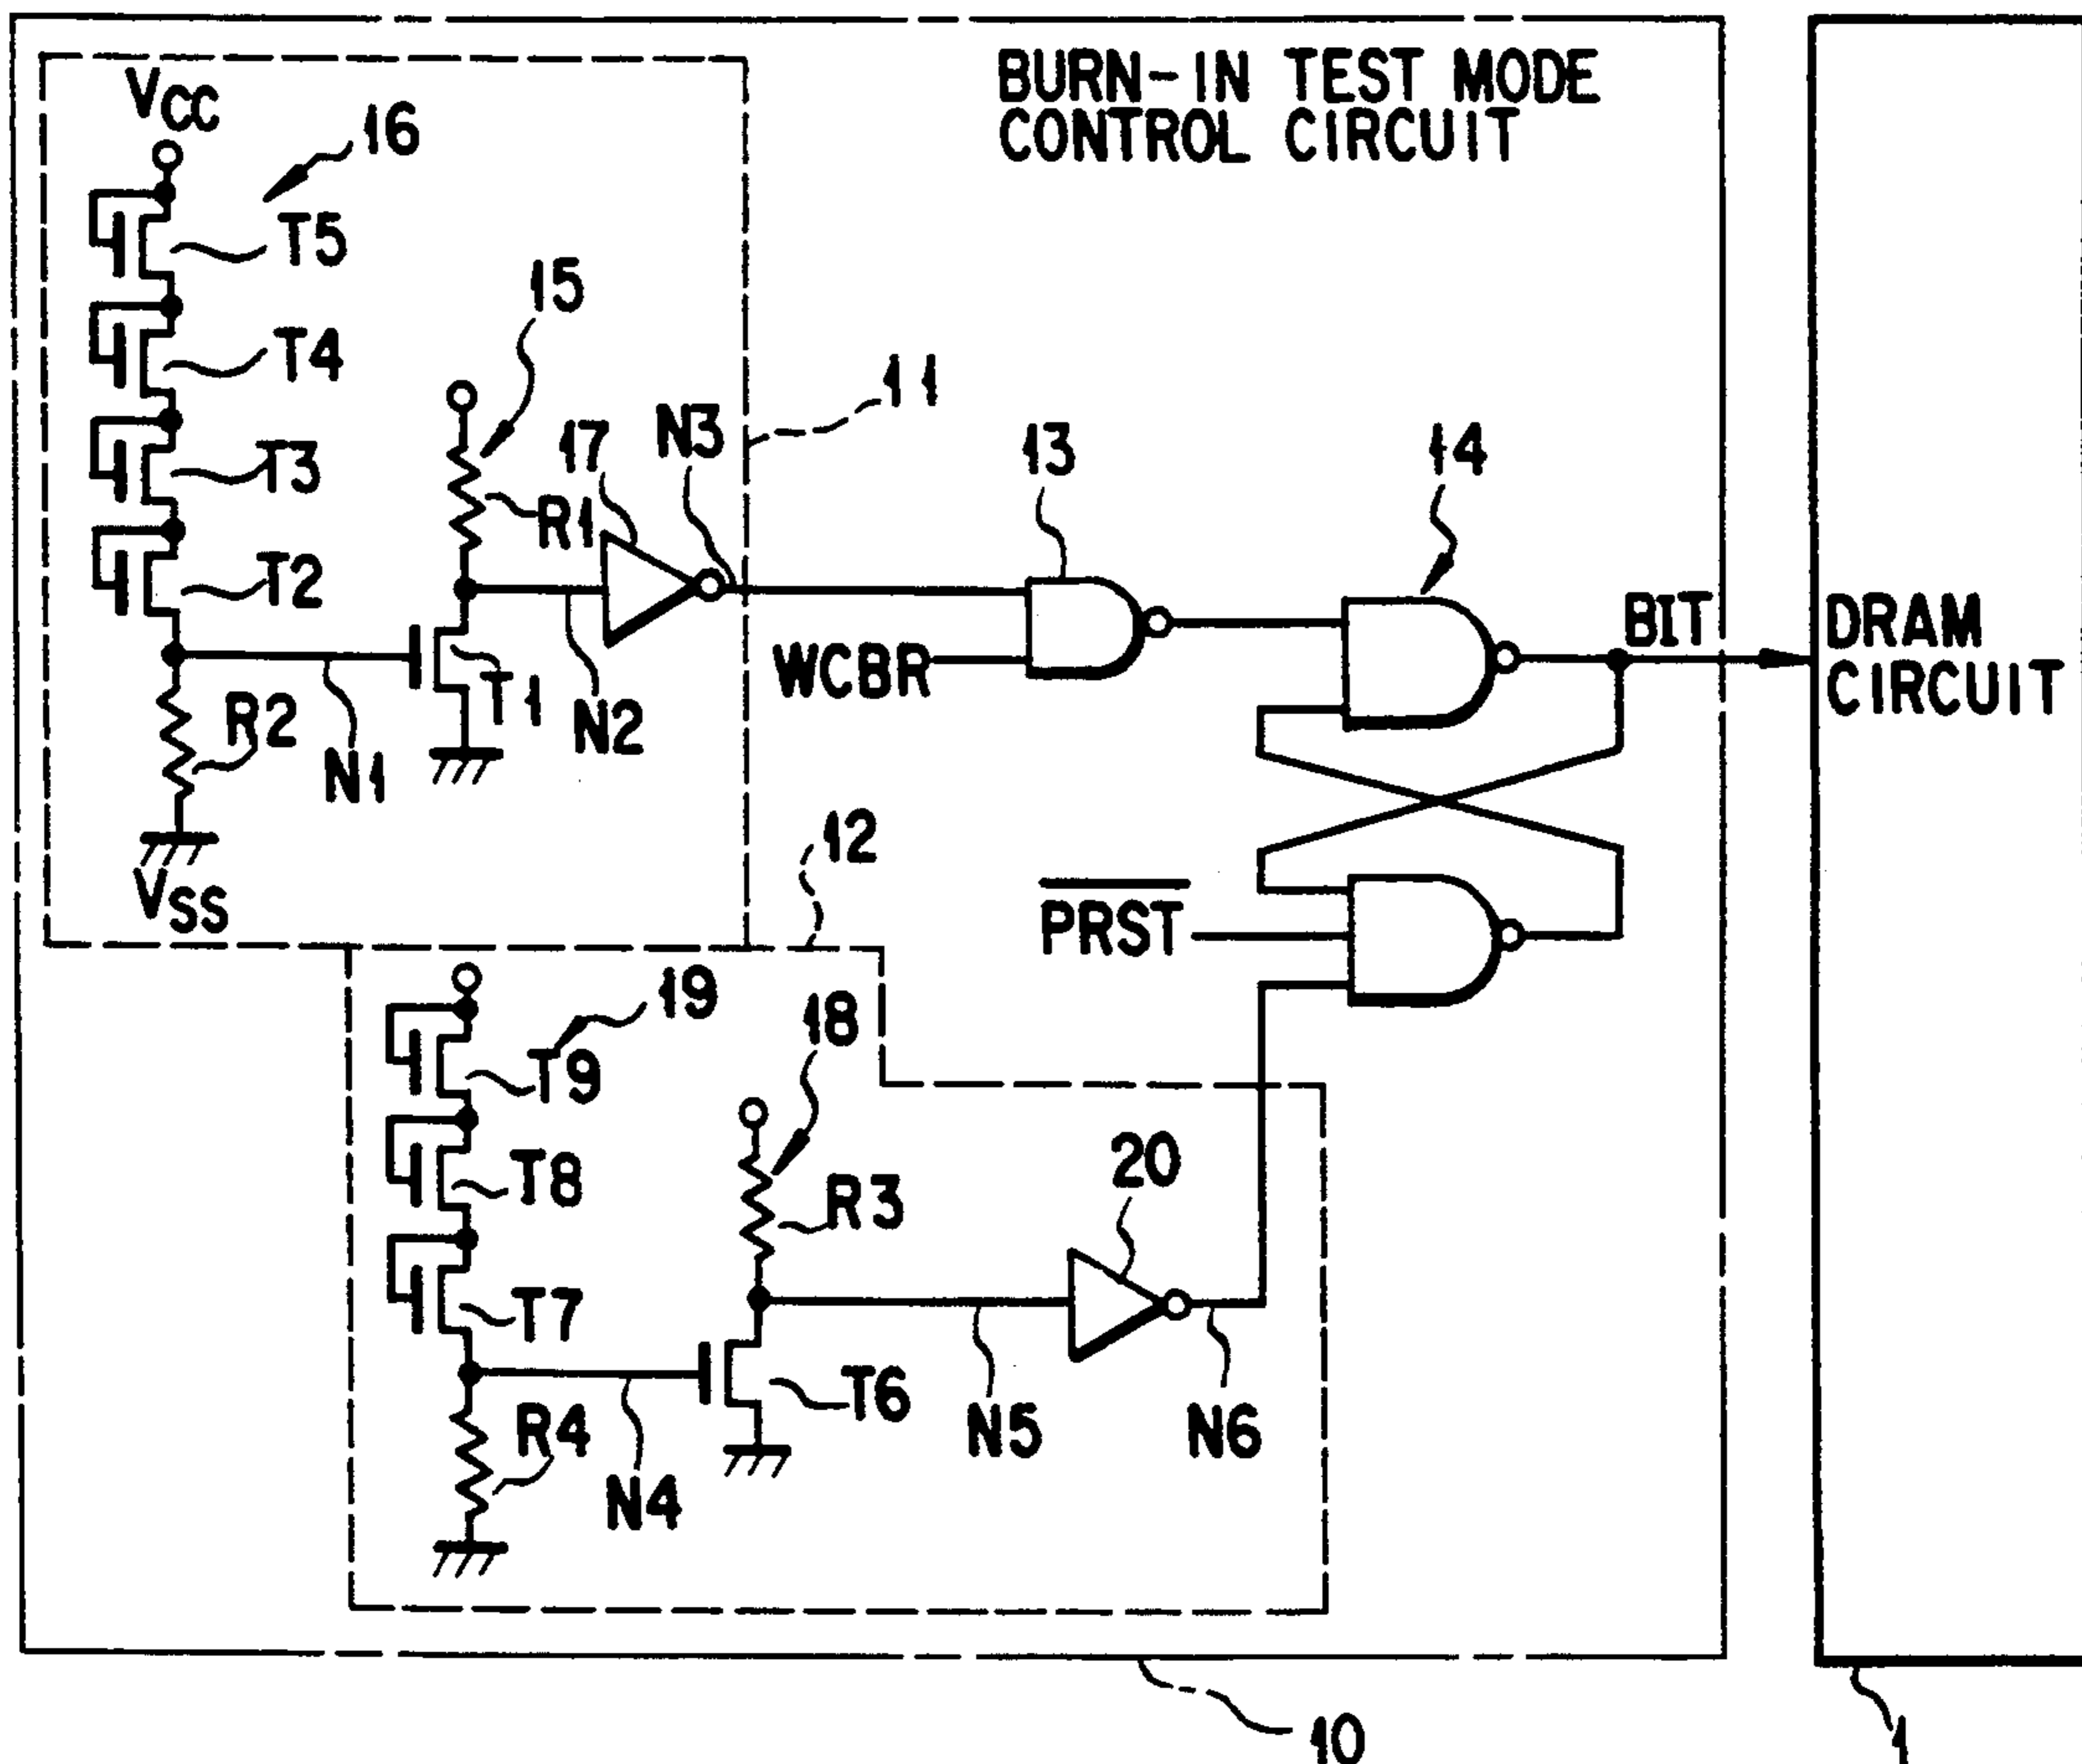 BURN-IN TEST MODE
CONTROL CIRCUIT
VCC
16
T5
15
T4
11
17
N3
13
14
T3
R1
T2
BIT
DRAM
CIRCUIT
WCBR
T1
R2
N2
N1
12
VSS
PRST
19
18
T9
20
T8
R3
T7
T6
R4
N5
N6
N4
10
1